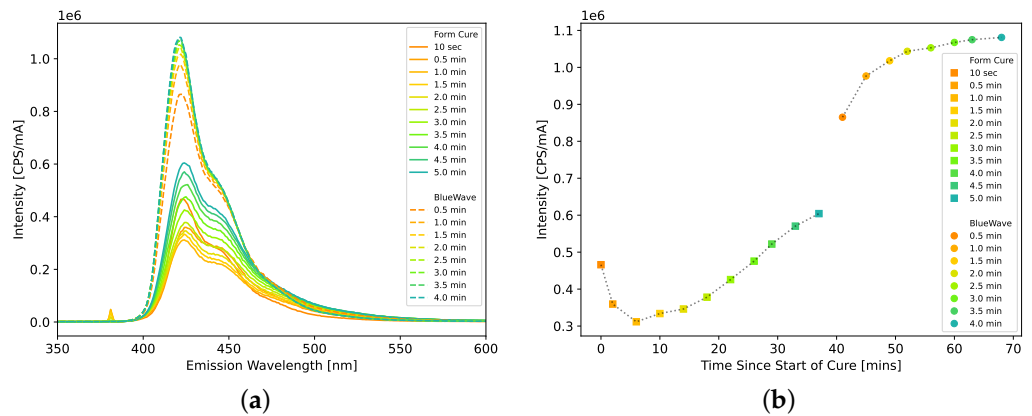 1e6
Intensity [CPS/mA]
1.0
0.8
0.6
0.4
0.2
0.0
350
400
450
500
550
600
Emission Wavelength [nm]
Form Cure
10 sec
0.5 min
1.0 min
1.5 min
2.0 min
2.5 min
3.0 min
3.5 min
4.0 min
4.5 min
5.0 min
BlueWave
0.5 min
1.0 min
1.5 min
2.0 min
2.5 min
3.0 min
3.5 min
4.0 min
(a)
1e6
Intensity [CPS/mA]
1.1
1.0
0.9
0.8
0.7
0.6
0.5
0.4
0.3
0
10
20
30
40
50
60
70
Time Since Start of Cure [mins]
Form Cure
10 sec
0.5 min
1.0 min
1.5 min
2.0 min
2.5 min
3.0 min
3.5 min
4.0 min
4.5 min
5.0 min
BlueWave
0.5 min
1.0 min
1.5 min
2.0 min
2.5 min
3.0 min
3.5 min
4.0 min
(b)